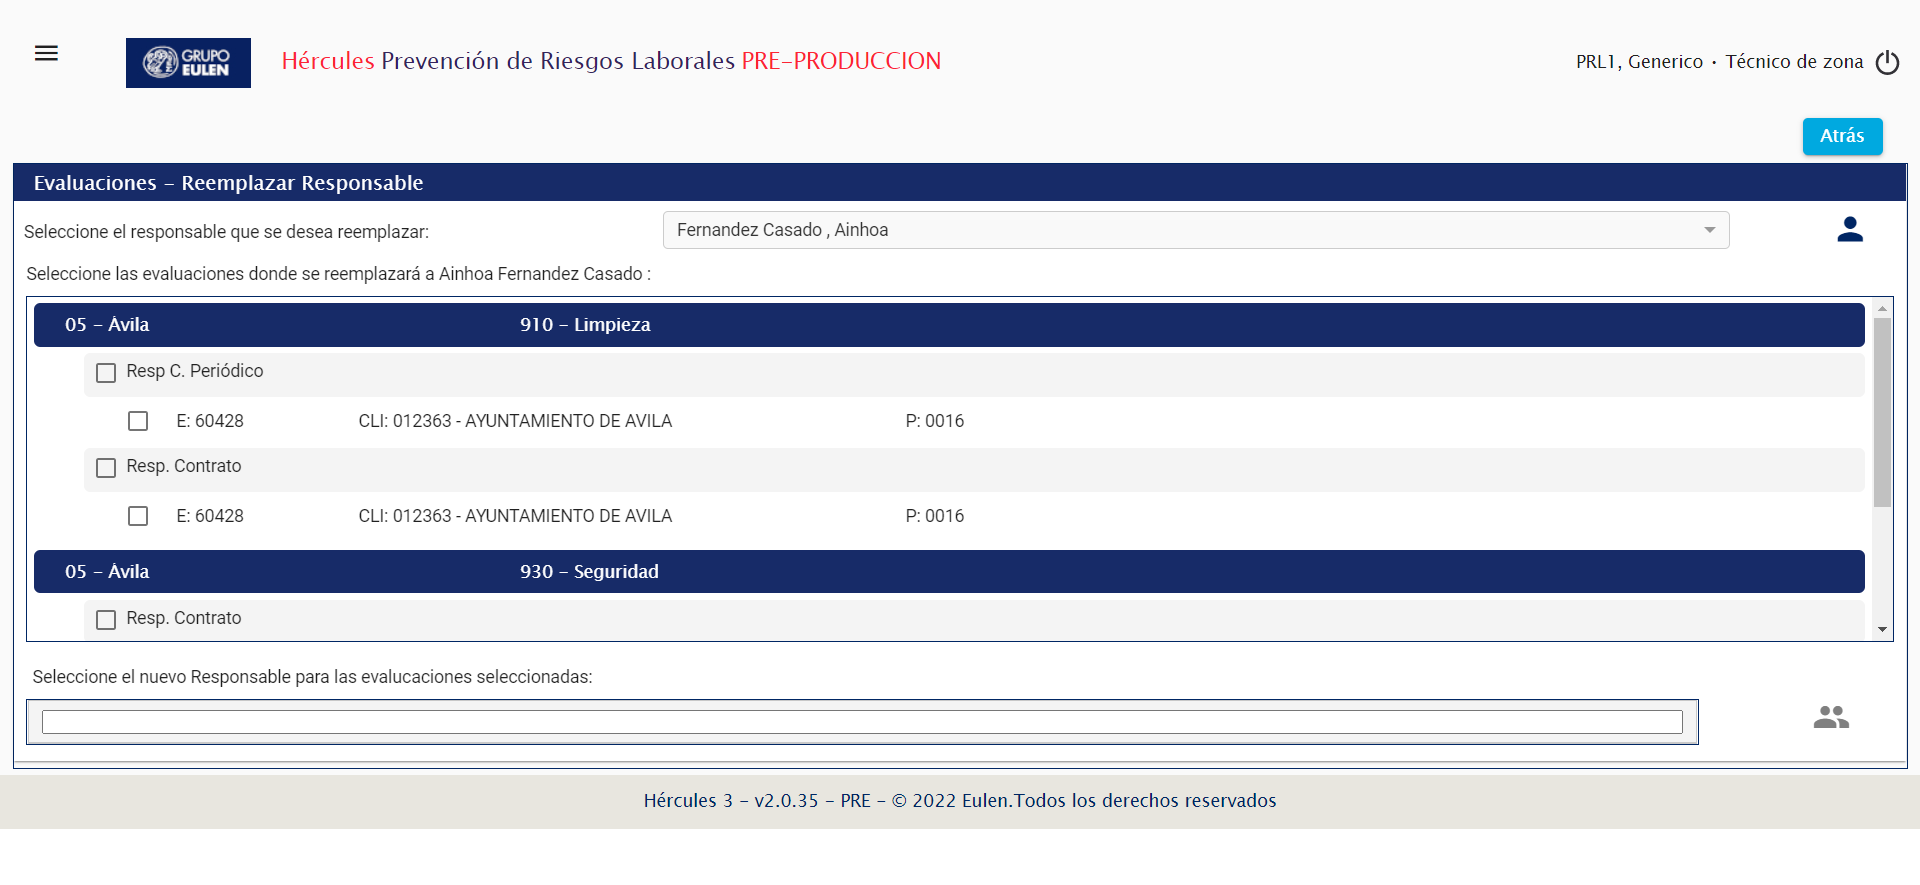 GRUPO
EULEN
Hércules Prevención de Riesgos Laborales PRE-PRODUCCION
PRL1, Generico · Técnico de zona
Atrás
Evaluaciones - Reemplazar Responsable
Seleccione el responsable que se desea reemplazar:
Fernandez Casado , Ainhoa
Seleccione las evaluaciones donde se reemplazará a Ainhoa Fernandez Casado :
05 - Ávila 910 - Limpieza
Resp C. Periódico
E: 60428 CLI: 012363 - AYUNTAMIENTO DE AVILA P: 0016
Resp. Contrato
E: 60428 CLI: 012363 - AYUNTAMIENTO DE AVILA P: 0016
05 - Ávila 930 - Seguridad
Resp. Contrato
Seleccione el nuevo Responsable para las evalucaciones seleccionadas:
Hércules 3 - v2.0.35 - PRE - © 2022 Eulen.Todos los derechos reservados